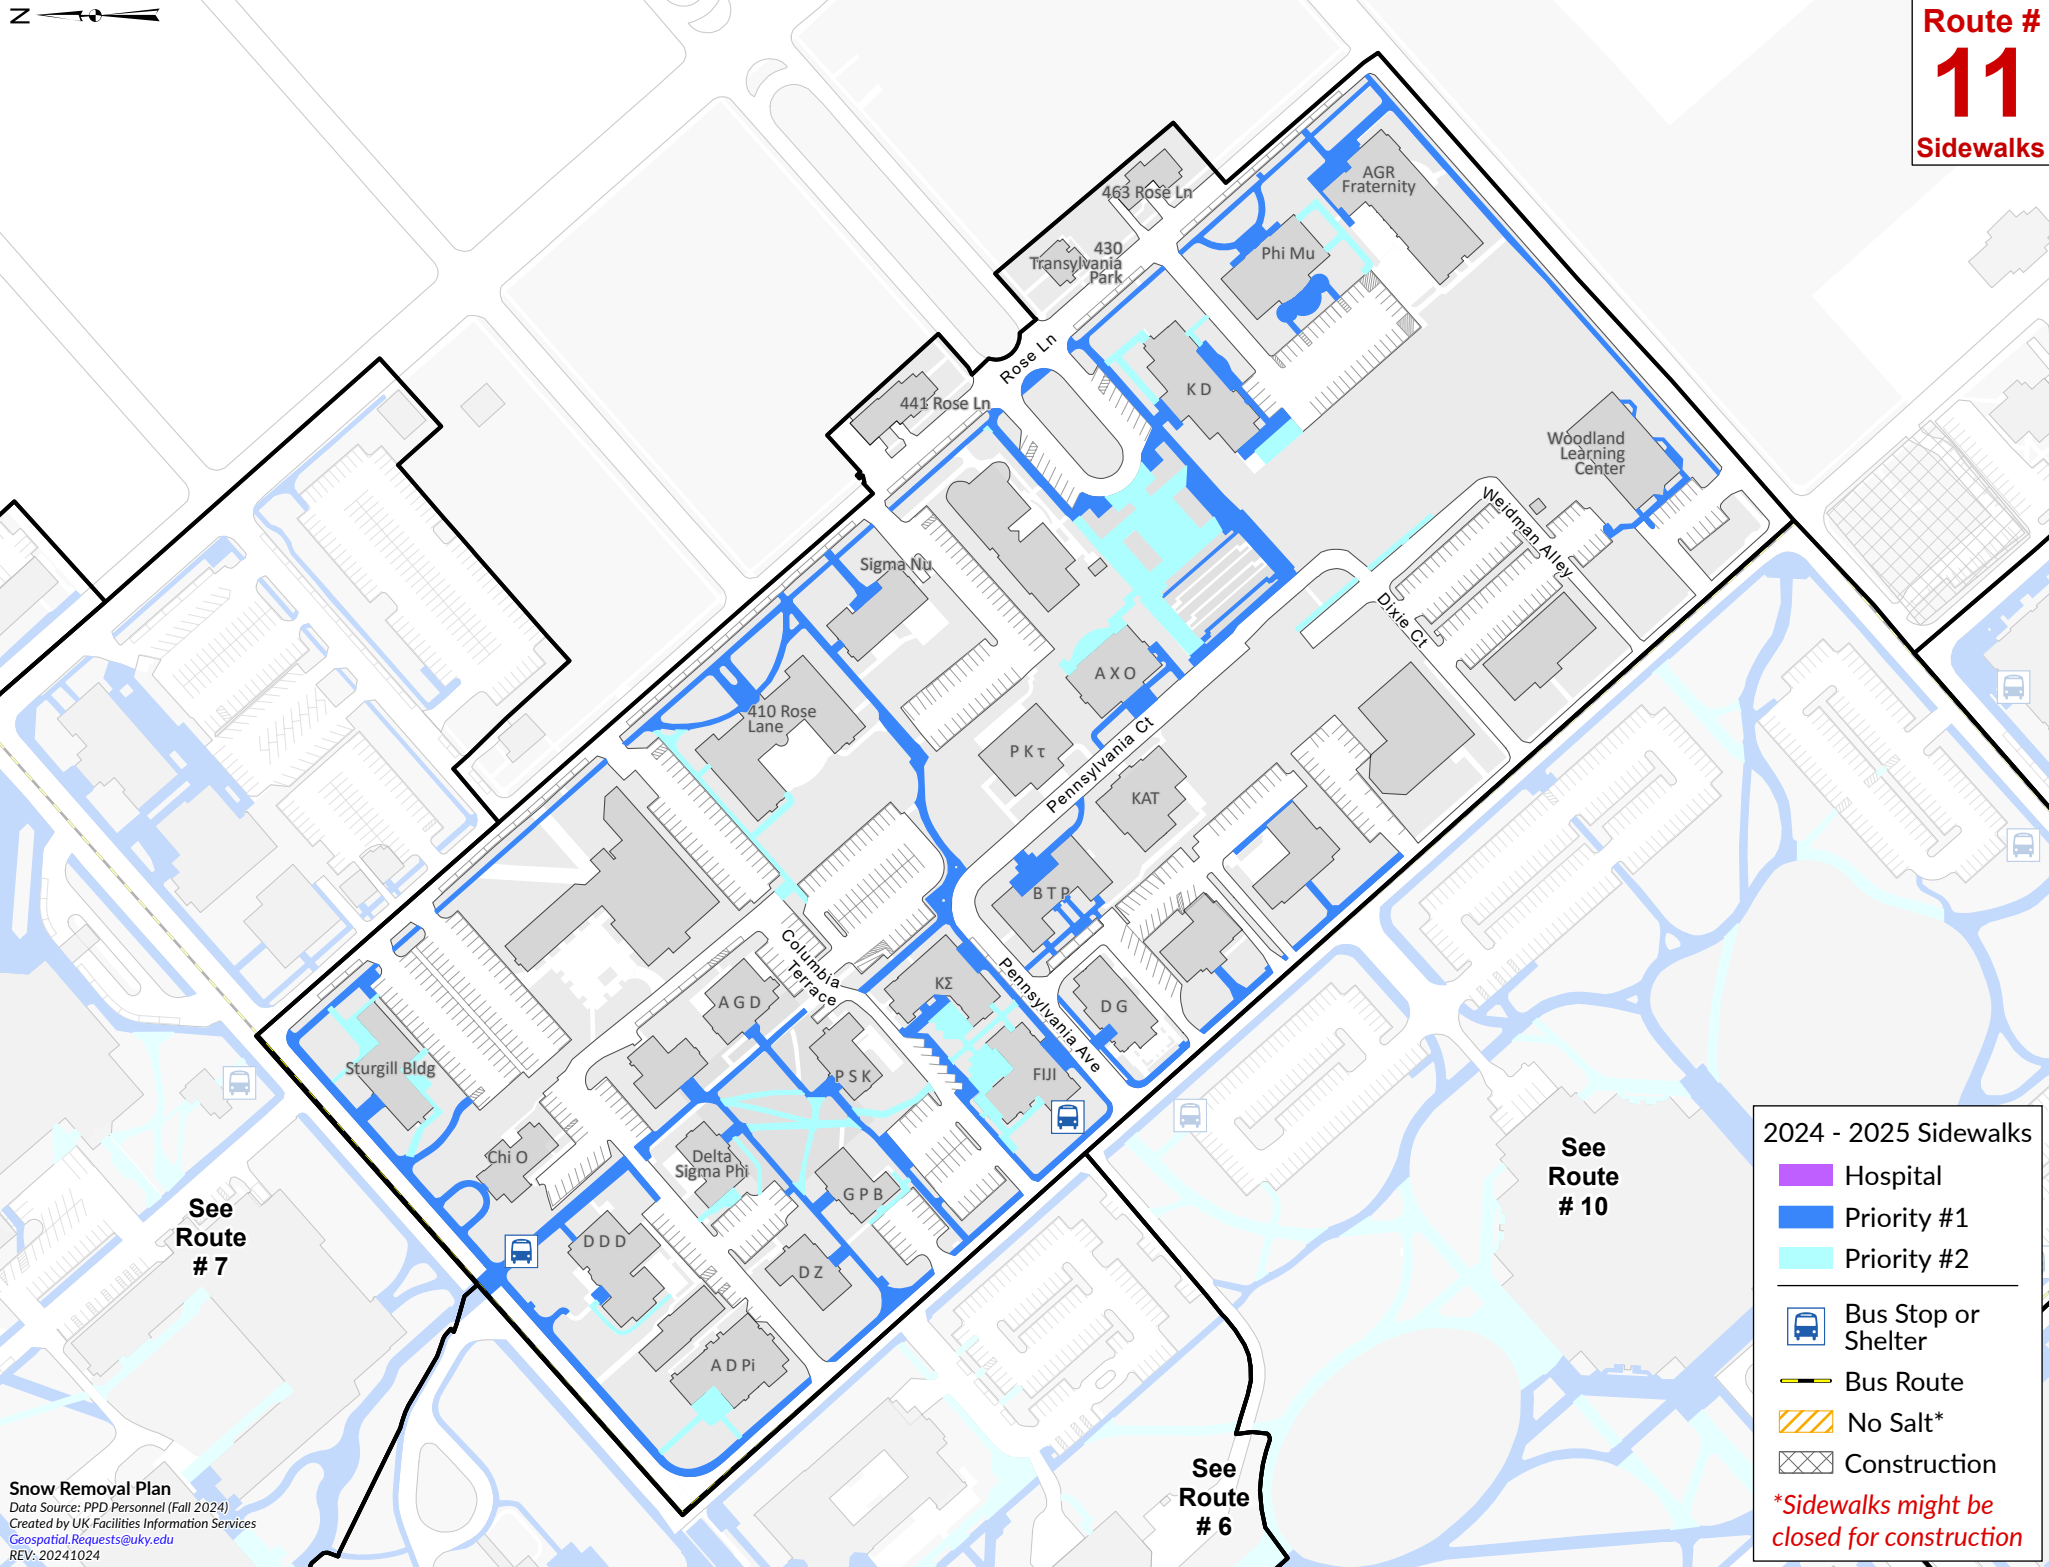 N
Route #
11
Sidewalks
AGR
Fraternity
463 Rose Ln
430
Transylvania
Park
Phi Mu
Rose Ln
K D
441 Rose Ln
Woodland
Learning
Center
Weidman Alley
Sigma Nu
Dixie Ct
A X O
410 Rose
Lane
P K τ
Pennsylvania Ct
KAT
B T P
Columbia
Terrace
Pennsylvania Ave
KΣ
A G D
D G
Sturgill Bldg
P S K
FIJI
Chi O
Delta
Sigma Phi
G P B
D D D
D Z
A D Pi
See
Route
# 7
See
Route
# 10
See
Route
# 6
2024 - 2025 Sidewalks
Hospital
Priority #1
Priority #2
Bus Stop or
Shelter
Bus Route
No Salt*
Construction
*Sidewalks might be
closed for construction
Snow Removal Plan
Data Source: PPD Personnel (Fall 2024)
Created by UK Facilities Information Services
Geospatial.Requests@uky.edu
REV: 20241024